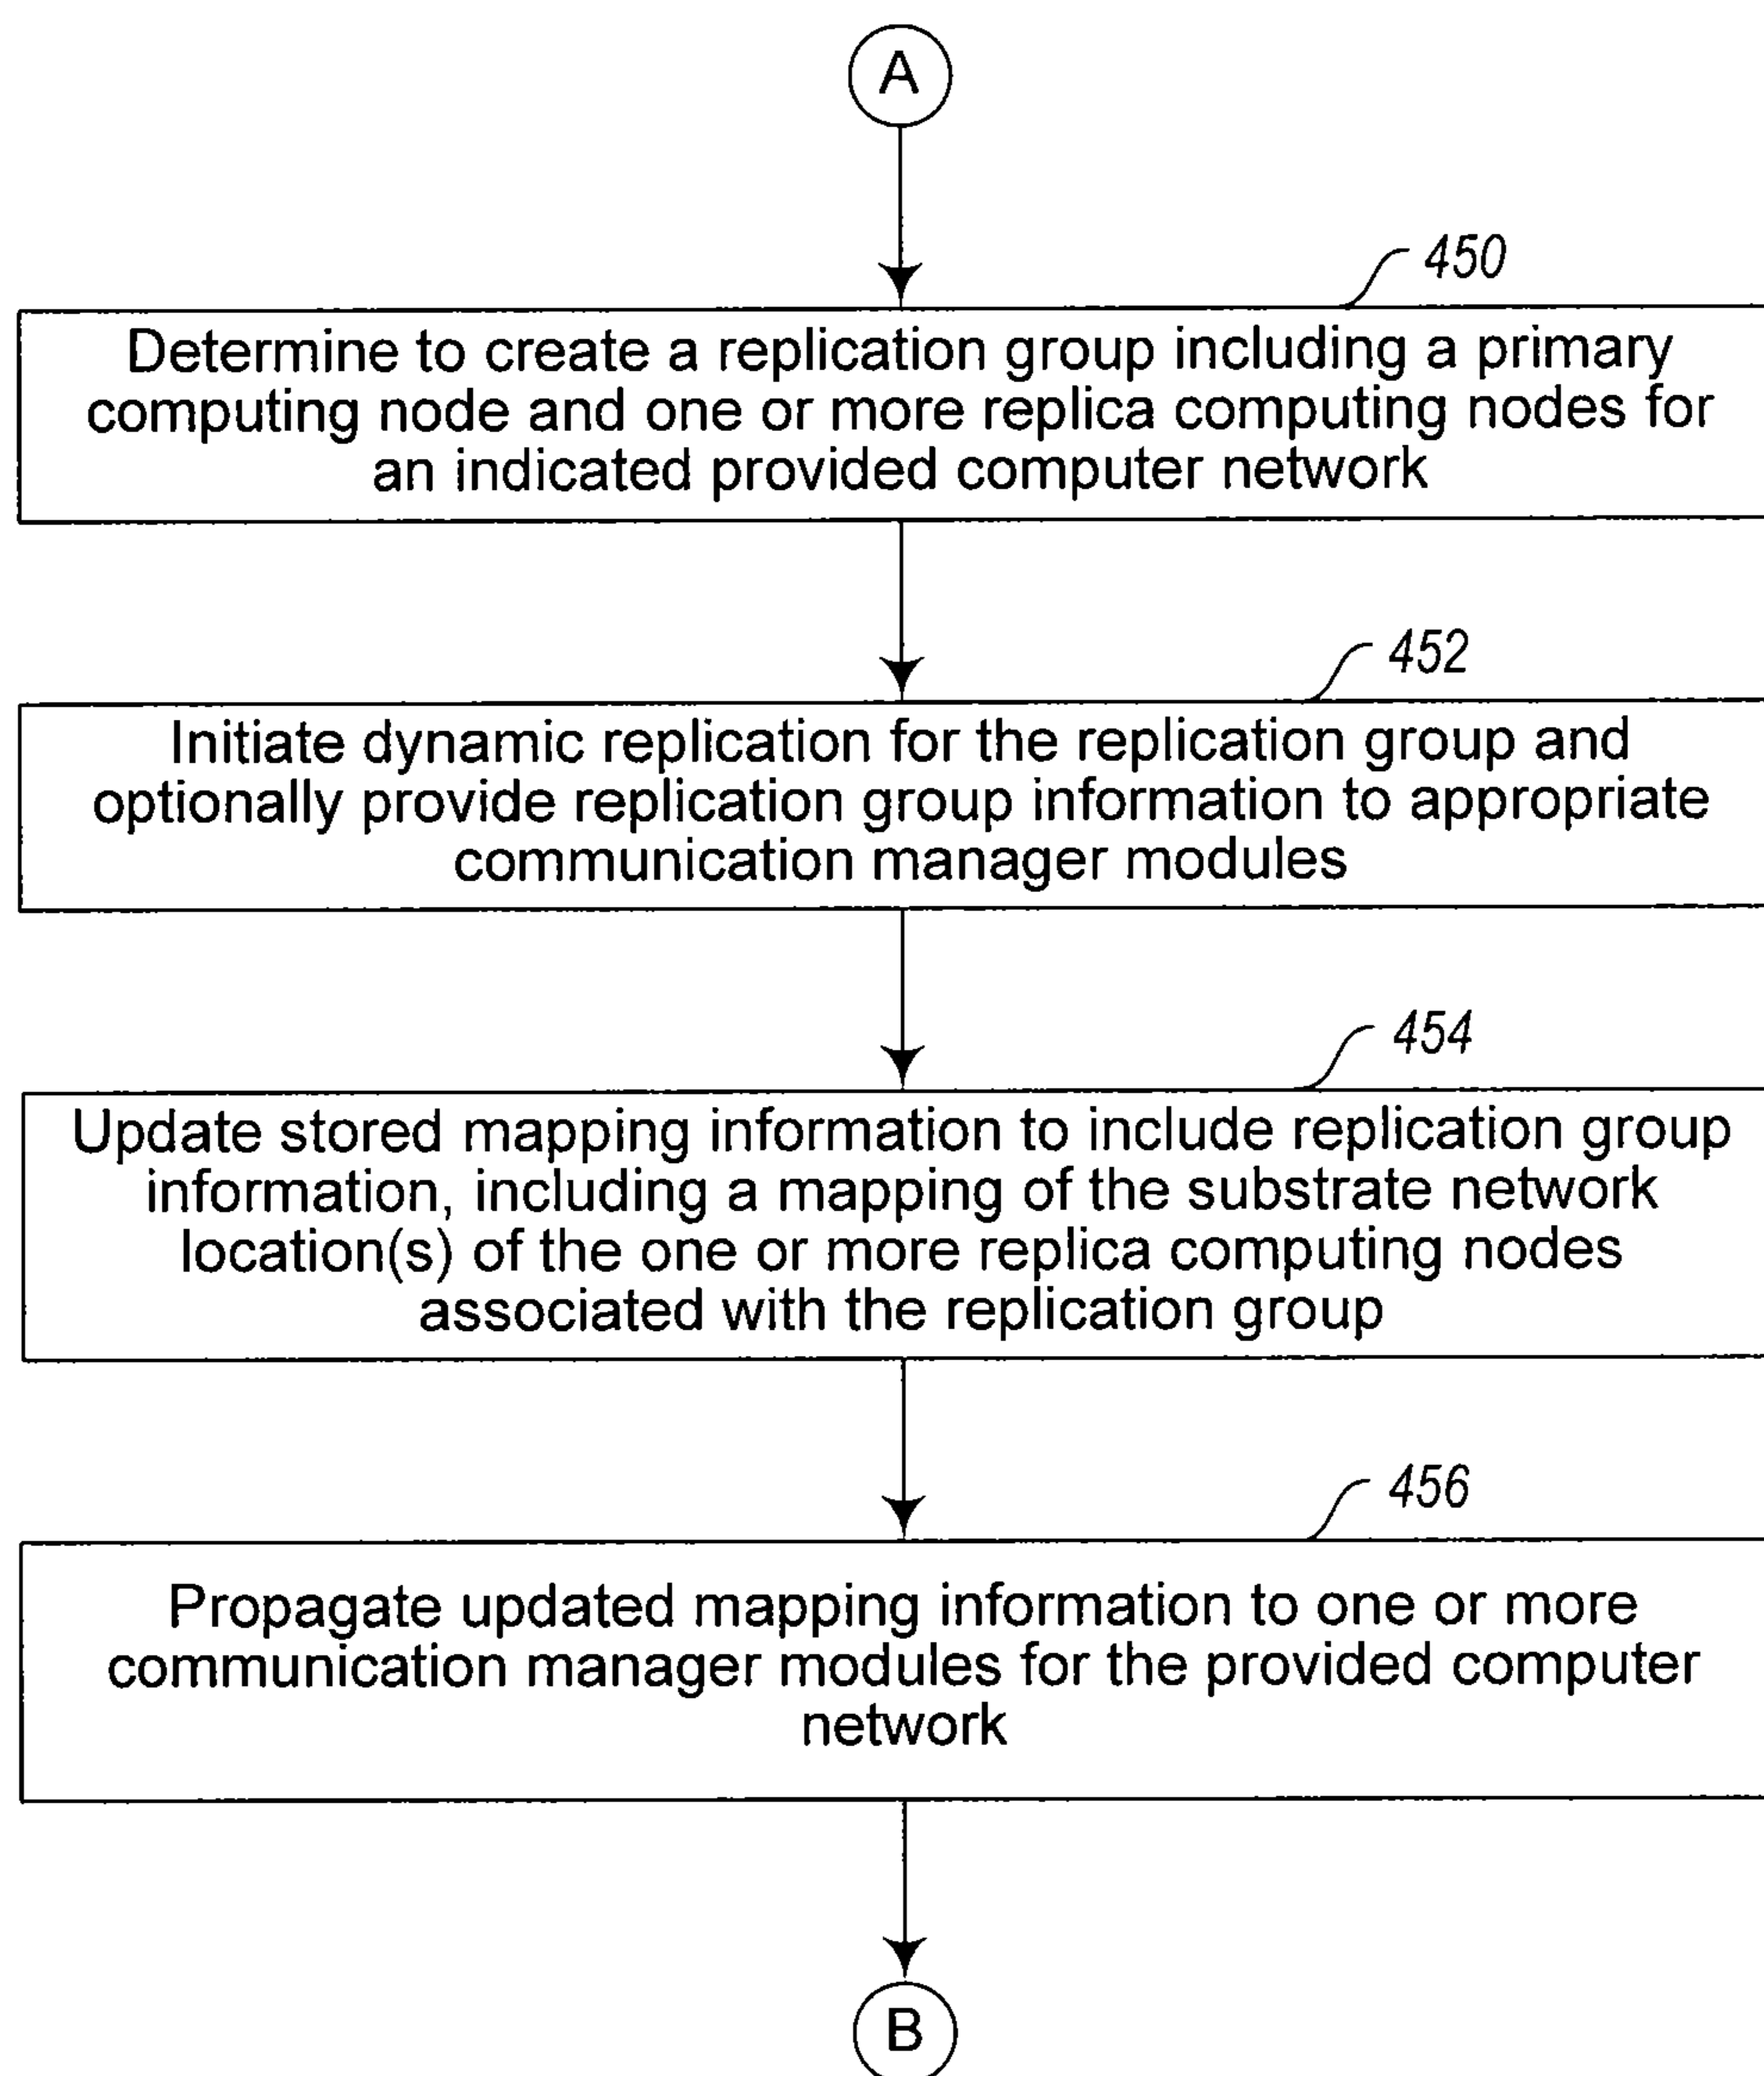 A
450
Determine to create a replication group including a primary
computing node and one or more replica computing nodes for
an indicated provided computer network
452
Initiate dynamic replication for the replication group and
optionally provide replication group information to appropriate
communication manager modules
454
Update stored mapping information to include replication group
information, including a mapping of the substrate network
location(s) of the one or more replica computing nodes
associated with the replication group
456
Propagate updated mapping information to one or more
communication manager modules for the provided computer
network
B